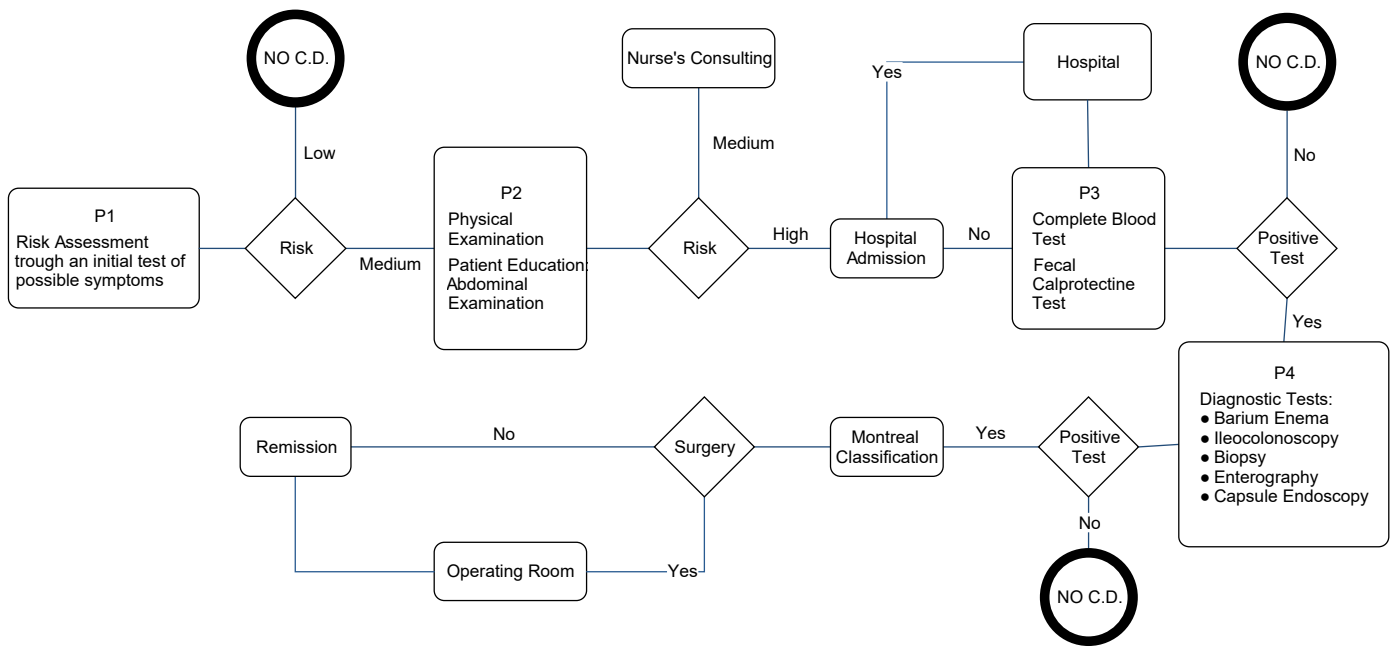 NO C.D.
Low
P1
Risk Assessment
trough an initial test of
possible symptoms
Risk
Medium
P2
Physical
Examination
Patient Education:
Abdominal
Examination
Nurse's Consulting
Medium
Risk
High
Hospital
Admission
Yes
Hospital
No
P3
Complete Blood
Test
Fecal
Calprotectine
Test
NO C.D.
No
Positive
Test
Yes
P4
Diagnostic Tests:
● Barium Enema
● Ileocolonoscopy
● Biopsy
● Enterography
● Capsule Endoscopy
Positive
Test
No
NO C.D.
Yes
Montreal
Classification
Surgery
No
Remission
Yes
Operating Room